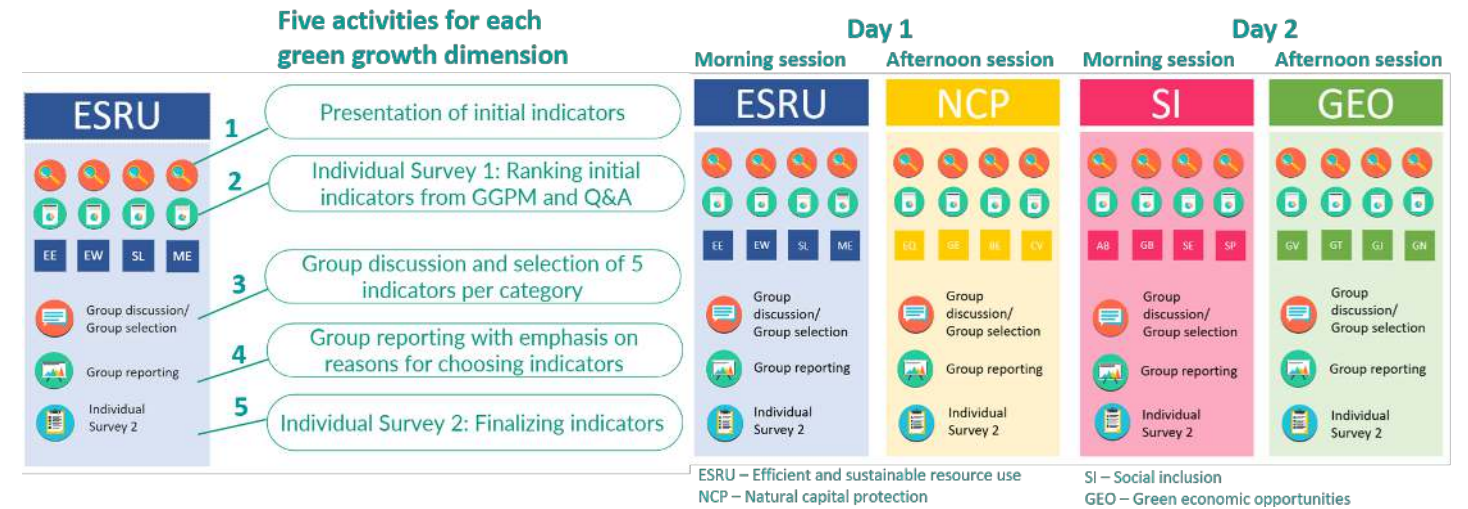 Five activities for each
green growth dimension
ESRU
1
Presentation of initial indicators
2
Individual Survey 1: Ranking initial
indicators from GGPM and Q&A
EE EW SL ME
3
Group discussion and selection of 5
indicators per category
Group discussion/
Group selection
4
Group reporting with emphasis on
reasons for choosing indicators
Group reporting
5
Individual Survey 2: Finalizing indicators
Individual
Survey 2
Day 1
Morning session
Afternoon session
Day 2
Morning session
Afternoon session
ESRU
EE EW SL ME
Group
discussion/
Group selection
Group reporting
Individual
Survey 2
NCP
EQ GE BE CV
Group
discussion/
Group selection
Group reporting
Individual
Survey 2
SI
AB GB SE SP
Group
discussion/
Group selection
Group reporting
Individual
Survey 2
GEO
GV GT GJ GN
Group
discussion/
Group selection
Group reporting
Individual
Survey 2
ESRU – Efficient and sustainable resource use
NCP – Natural capital protection
SI – Social inclusion
GEO – Green economic opportunities